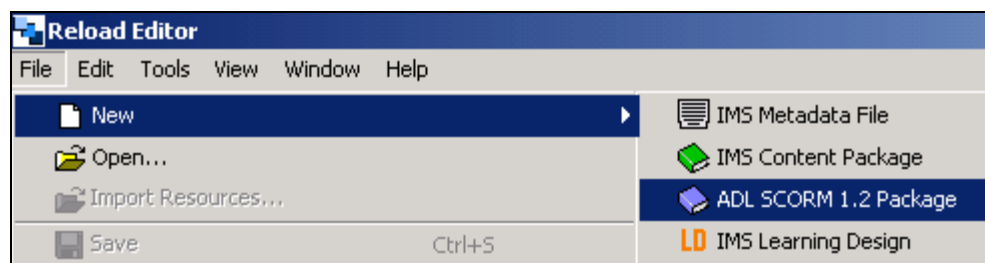 Reload Editor
File Edit Tools View Window Help
New
Open...
Import Resources...
Save Ctrl+S
IMS Metadata File
IMS Content Package
ADL SCORM 1.2 Package
LD IMS Learning Design